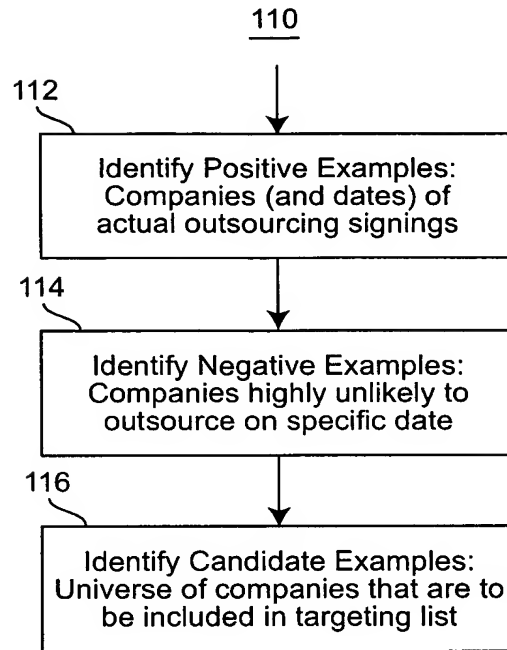 110
112
Identify Positive Examples:
Companies (and dates) of
actual outsourcing signings
114
Identify Negative Examples:
Companies highly unlikely to
outsource on specific date
116
Identify Candidate Examples:
Universe of companies that are to
be included in targeting list